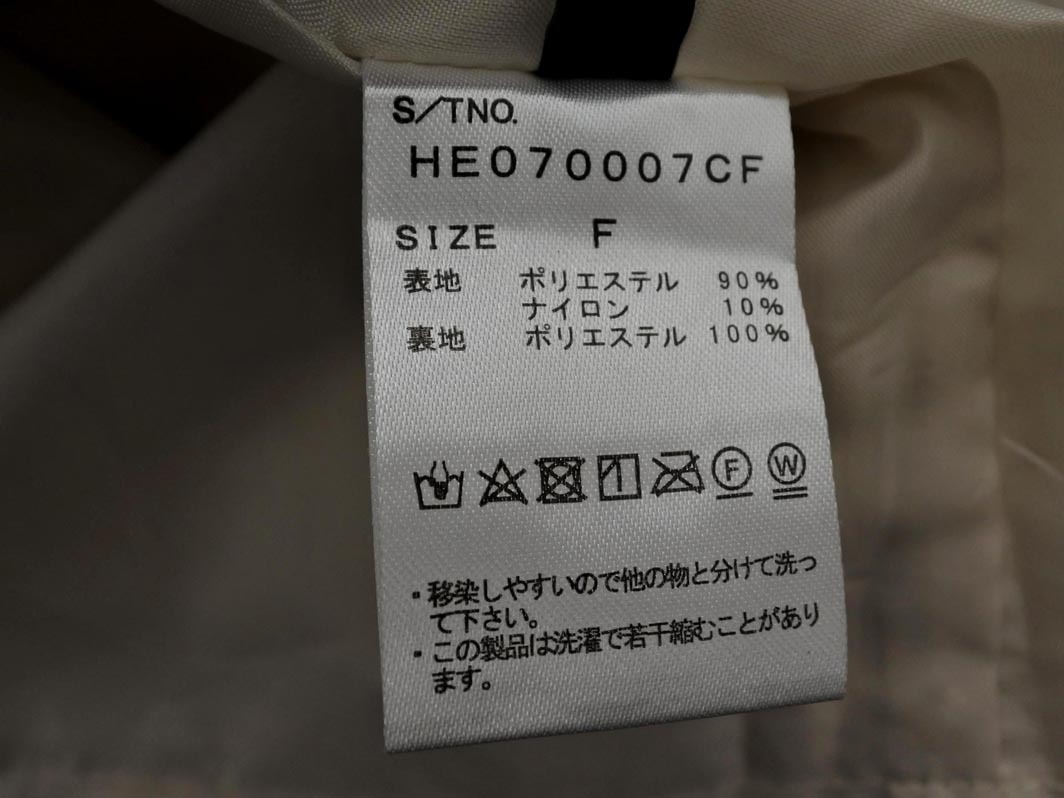 S/TNO.
HE070007CF
SIZE F
表地 ポリエステル 90%
ナイロン 10%
裏地 ポリエステル 100%
F W
・移染しやすいので他の物と分けて洗っ
て下さい。
・この製品は洗濯で若干縮むことがあり
ます。